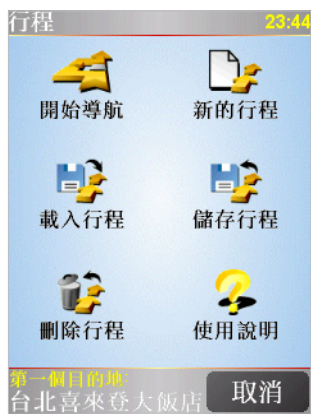 行程 23:44
開始導航 新的行程
載入行程 儲存行程
刪除行程 使用說明
第一個目的地:
台北喜來登大飯店
取消